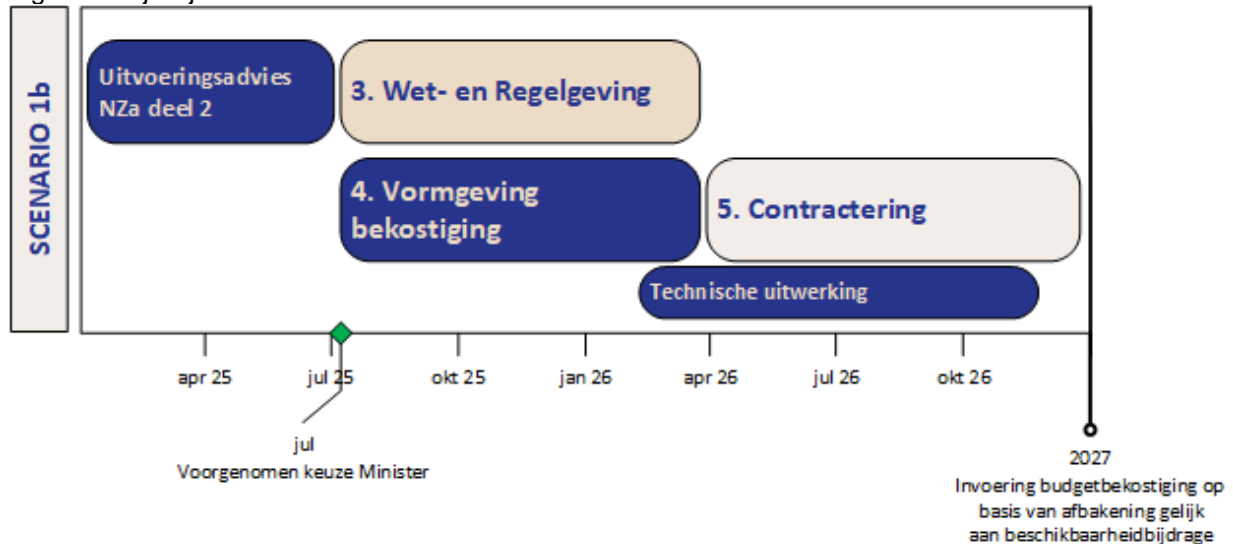 SCENARIO 1b
Uitvoeringsadvies
NZa deel 2
3. Wet- en Regelgeving
4. Vormgeving
bekostiging
5. Contractering
Technische uitwerking
apr 25
jul 25
okt 25
jan 26
apr 26
jul 26
okt 26
jul
Voorgenomen keuze Minister
2027
Invoering budgetbekostiging op
basis van afbakening gelijk
aan beschikbaarheidbijdrage